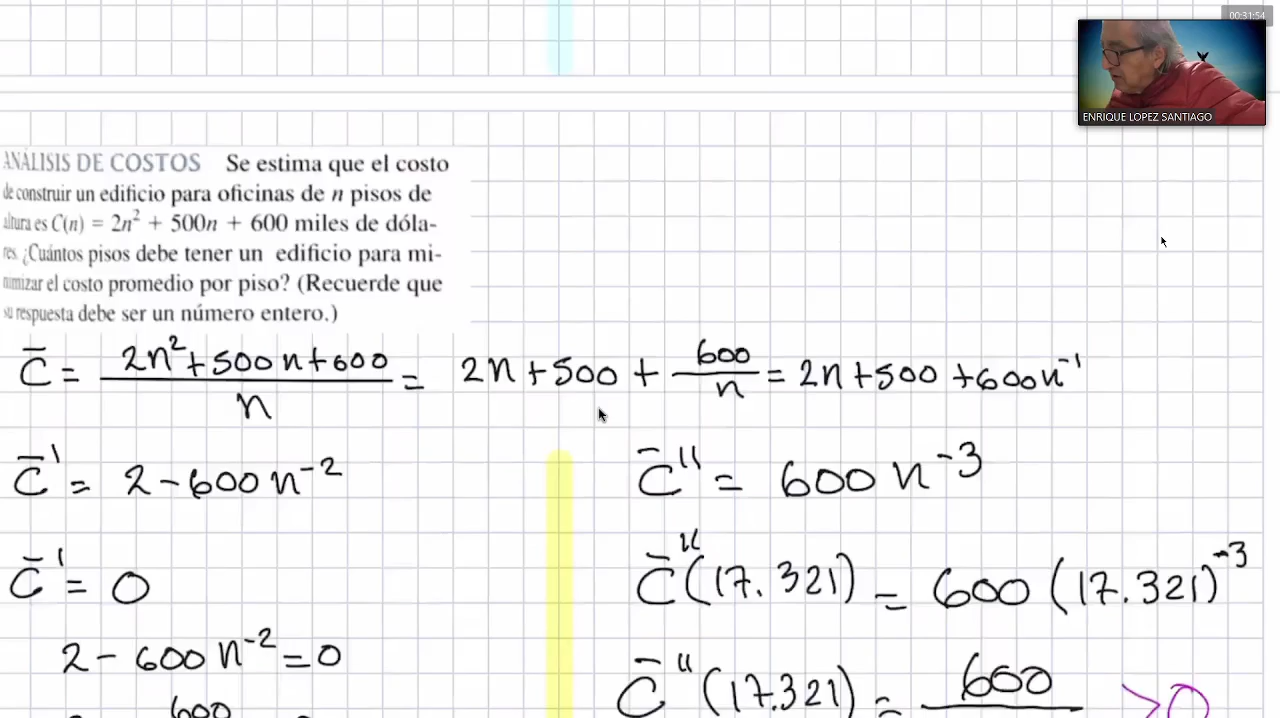 00:31:54
ENRIQUE LOPEZ SANTIAGO
ANÁLISIS DE COSTOS Se estima que el costo
de construir un edificio para oficinas de n pisos de
altura es C(n) = 2n² + 500n + 600 miles de dóla-
res. ¿Cuántos pisos debe tener un edificio para mi-
nimizar el costo promedio por piso? (Recuerde que
su respuesta debe ser un número entero.)
C̄ = (2n²+500n+600)/n = 2n+500 + 600/n = 2n+500+600n⁻¹
C̄' = 2-600n⁻²
C̄'' = 600n⁻³
C̄' = 0
C̄''(17.321) = 600(17.321)⁻³
2-600n⁻²=0
C̄''(17.321) = 600 >0
600